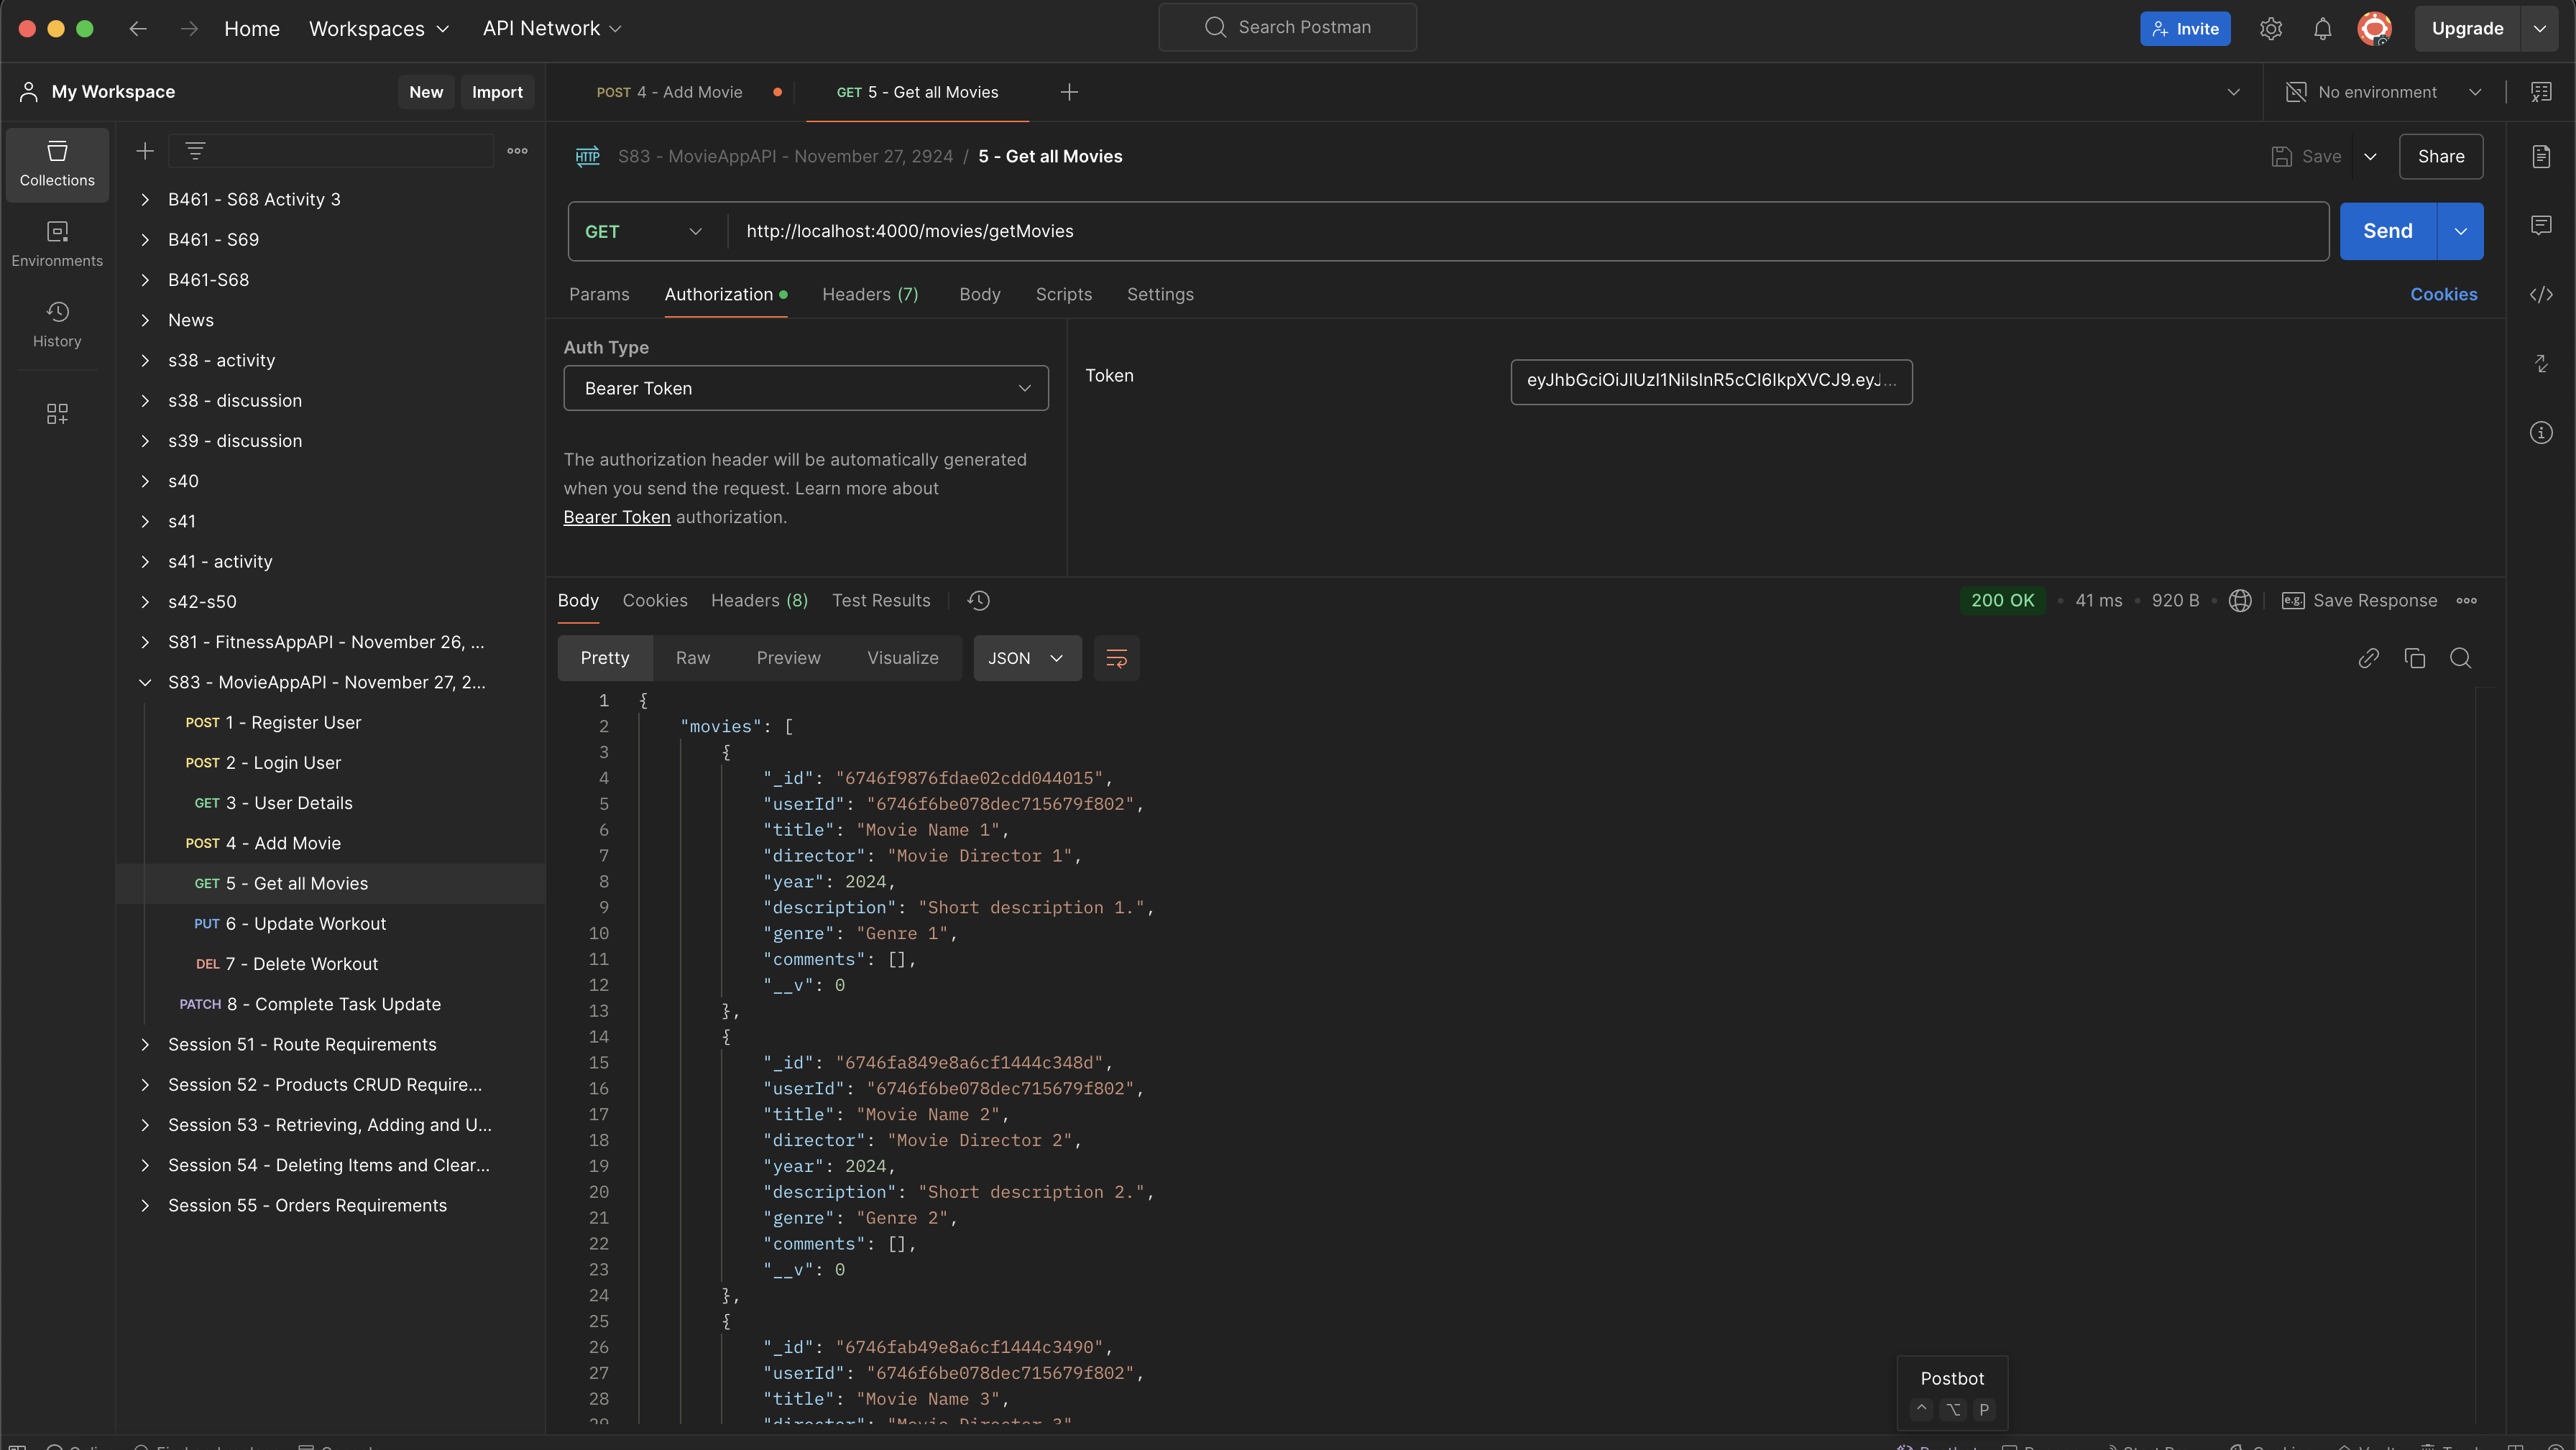 Home
Workspaces
API Network
Search Postman
Invite
Upgrade
My Workspace
New
Import
POST 4 - Add Movie
GET 5 - Get all Movies
No environment
Collections
Environments
History
B461 - S68 Activity 3
B461 - S69
B461-S68
News
s38 - activity
s38 - discussion
s39 - discussion
s40
s41
s41 - activity
s42-s50
S81 - FitnessAppAPI - November 26, ...
S83 - MovieAppAPI - November 27, 2...
POST 1 - Register User
POST 2 - Login User
GET 3 - User Details
POST 4 - Add Movie
GET 5 - Get all Movies
PUT 6 - Update Workout
DEL 7 - Delete Workout
PATCH 8 - Complete Task Update
Session 51 - Route Requirements
Session 52 - Products CRUD Require...
Session 53 - Retrieving, Adding and U...
Session 54 - Deleting Items and Clear...
Session 55 - Orders Requirements
HTTP S83 - MovieAppAPI - November 27, 2924 / 5 - Get all Movies
Save
Share
GET
http://localhost:4000/movies/getMovies
Send
Params
Authorization
Headers (7)
Body
Scripts
Settings
Cookies
Auth Type
Bearer Token
The authorization header will be automatically generated
when you send the request. Learn more about
Bearer Token authorization.
Token
eyJhbGciOiJIUzI1NiIsInR5cCI6IkpXVCJ9.eyJ...
Body
Cookies
Headers (8)
Test Results
200 OK
41 ms
920 B
e.g. Save Response
Pretty
Raw
Preview
Visualize
JSON
1 {
2 "movies": [
3 {
4 "_id": "6746f9876fdae02cdd044015",
5 "userId": "6746f6be078dec715679f802",
6 "title": "Movie Name 1",
7 "director": "Movie Director 1",
8 "year": 2024,
9 "description": "Short description 1.",
10 "genre": "Genre 1",
11 "comments": [],
12 "__v": 0
13 },
14 {
15 "_id": "6746fa849e8a6cf1444c348d",
16 "userId": "6746f6be078dec715679f802",
17 "title": "Movie Name 2",
18 "director": "Movie Director 2",
19 "year": 2024,
20 "description": "Short description 2.",
21 "genre": "Genre 2",
22 "comments": [],
23 "__v": 0
24 },
25 {
26 "_id": "6746fab49e8a6cf1444c3490",
27 "userId": "6746f6be078dec715679f802",
28 "title": "Movie Name 3",
29 "director": "Movie Director 3"
Postbot
^ ⌥ P